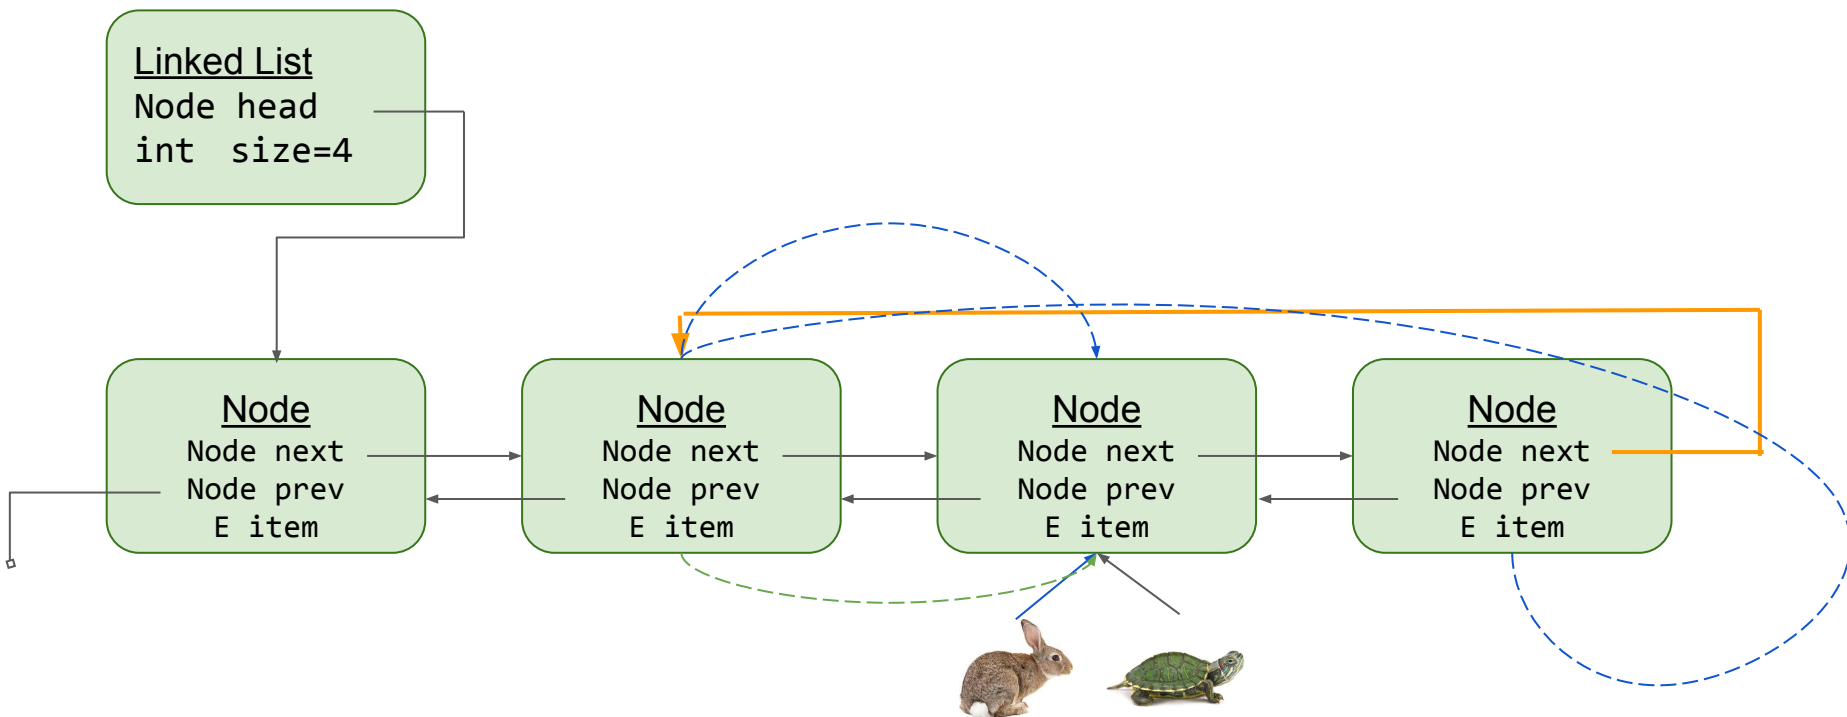 Linked List
Node head
int size=4
Node
Node next
Node prev
E item
Node
Node next
Node prev
E item
Node
Node next
Node prev
E item
Node
Node next
Node prev
E item